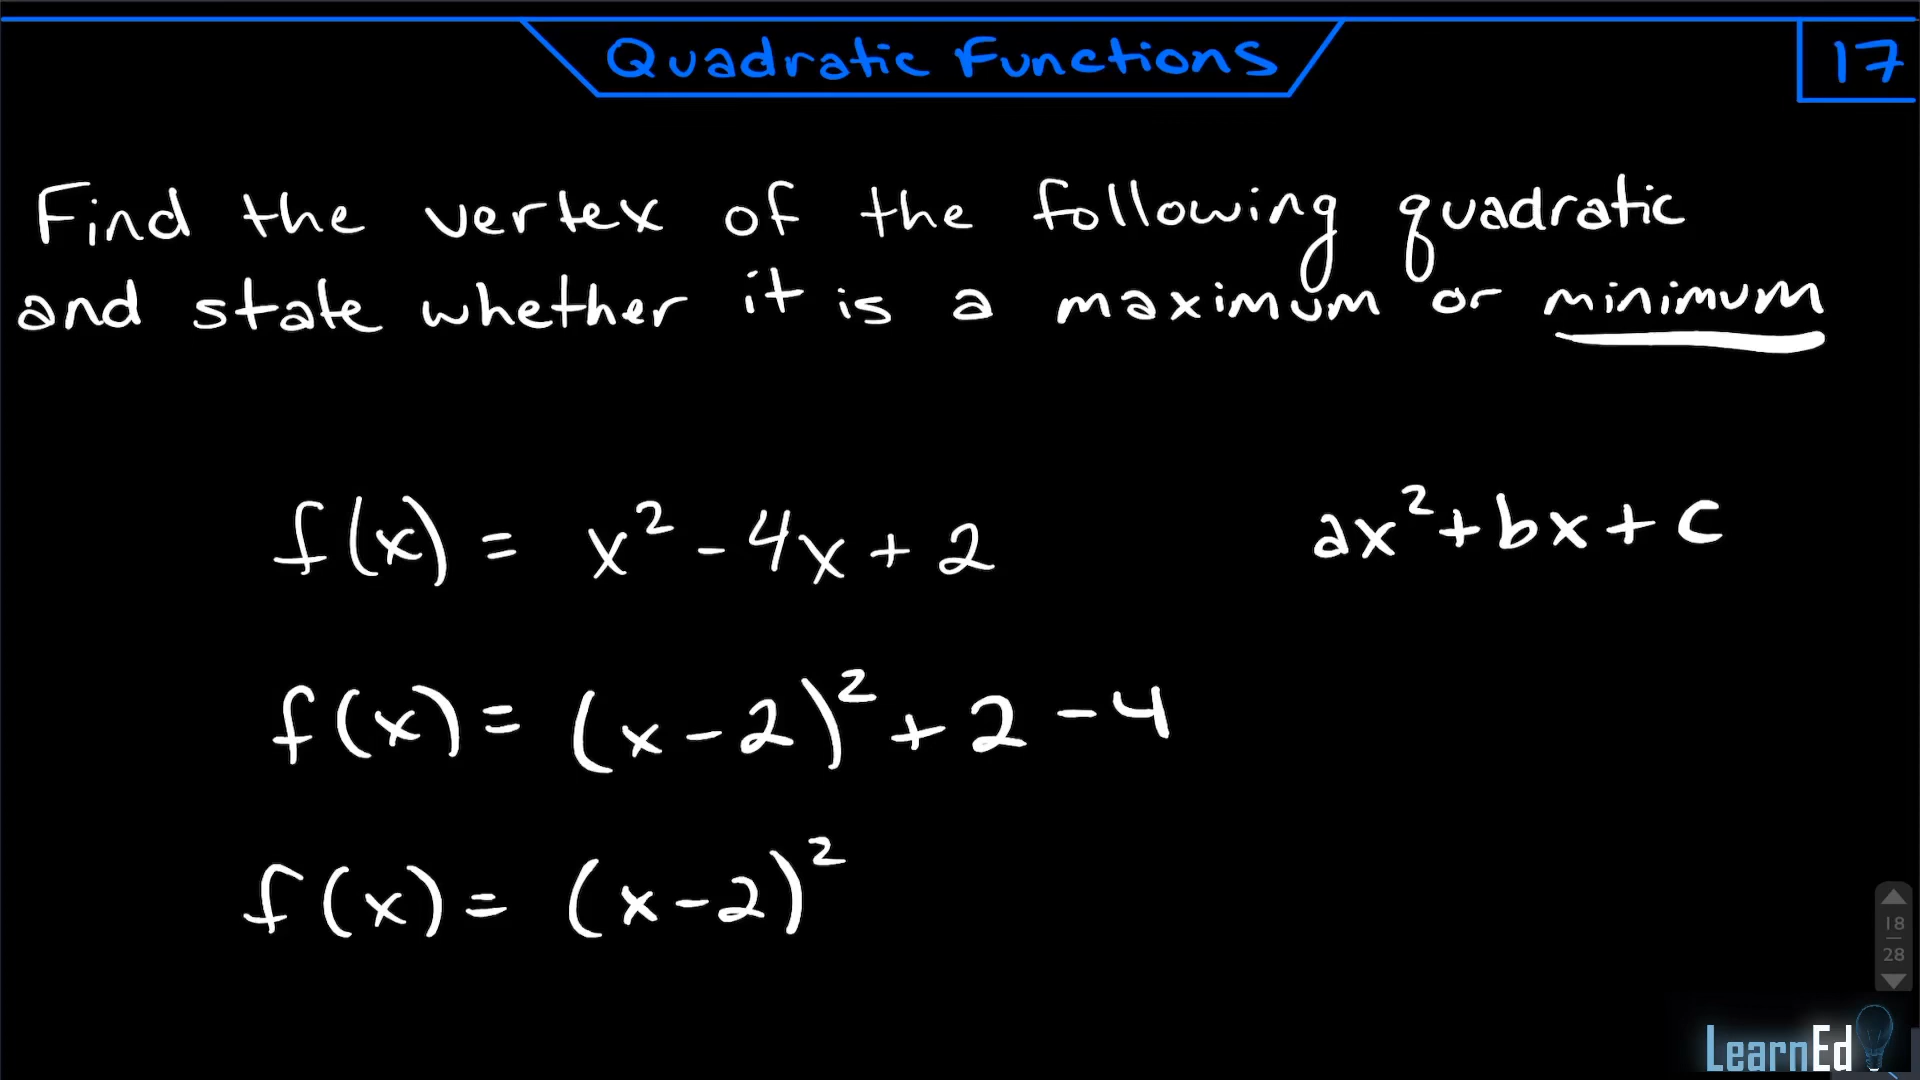 Quadratic Functions
17
Find the vertex of the following quadratic
and state whether it is a maximum or minimum
f(x) = x² - 4x + 2
ax² + bx + c
f(x) = (x - 2)² + 2 - 4
f(x) = (x - 2)²
18
28
LearnEd